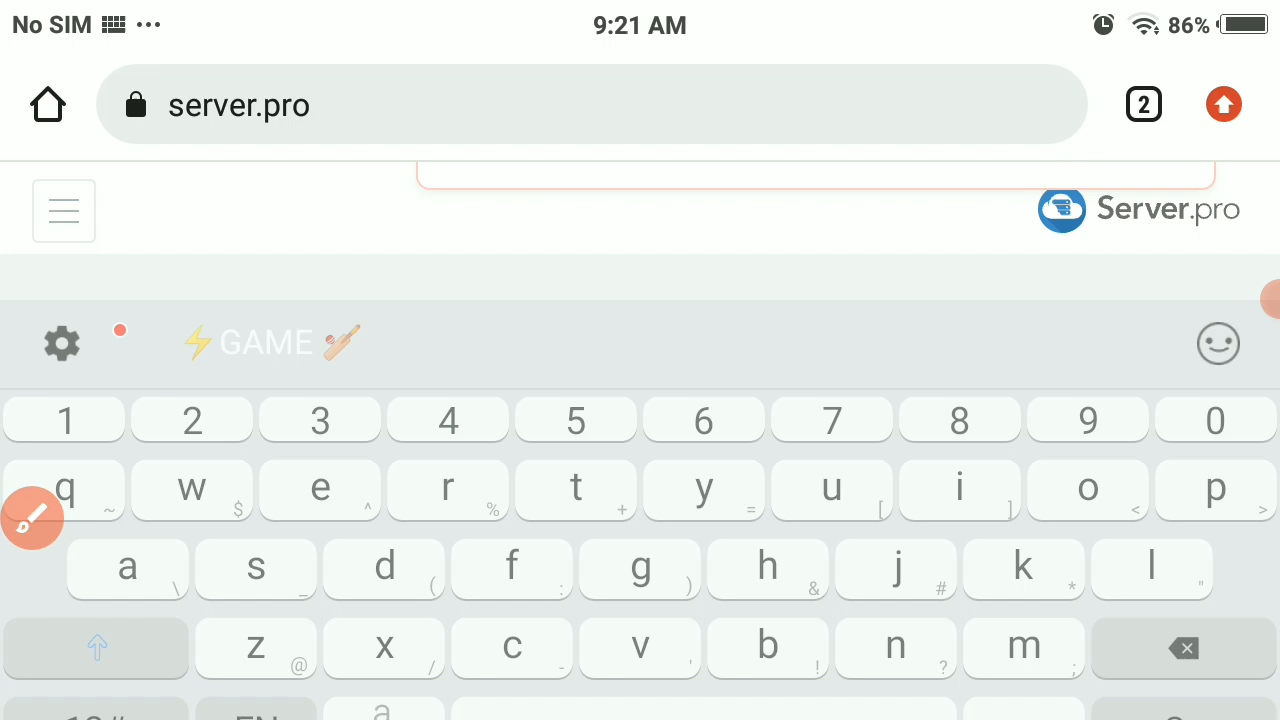 No SIM 9:21 AM 86%
server.pro 2
Server.pro
⚡GAME 🏏
1 2 3 4 5 6 7 8 9 0
q w e r t y u i o p
~ $ ^ % + = [ ] < >
a s d f g h j k l
\ _ ( : ) & # * "
z x c v b n m
@ / - ' ! ? ;